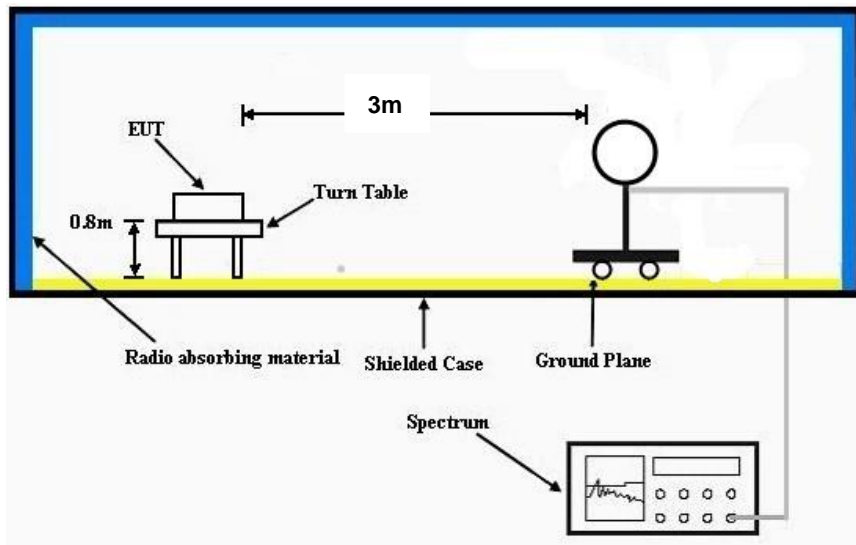 3m
EUT
Turn Table
0.8m
Radio absorbing material
Shielded Case
Ground Plane
Spectrum